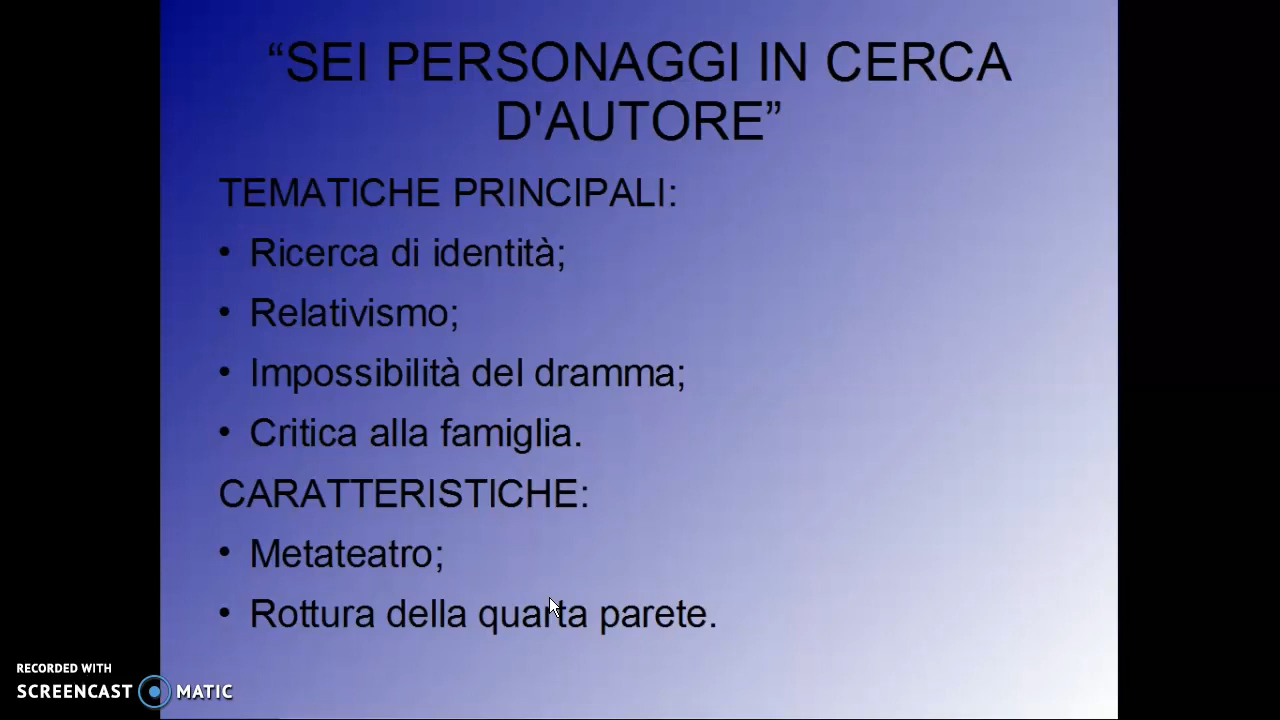 “SEI PERSONAGGI IN CERCA
D'AUTORE”
TEMATICHE PRINCIPALI:
• Ricerca di identità;
• Relativismo;
• Impossibilità del dramma;
• Critica alla famiglia.
CARATTERISTICHE:
• Metateatro;
• Rottura della quarta parete.
RECORDED WITH
SCREENCAST MATIC